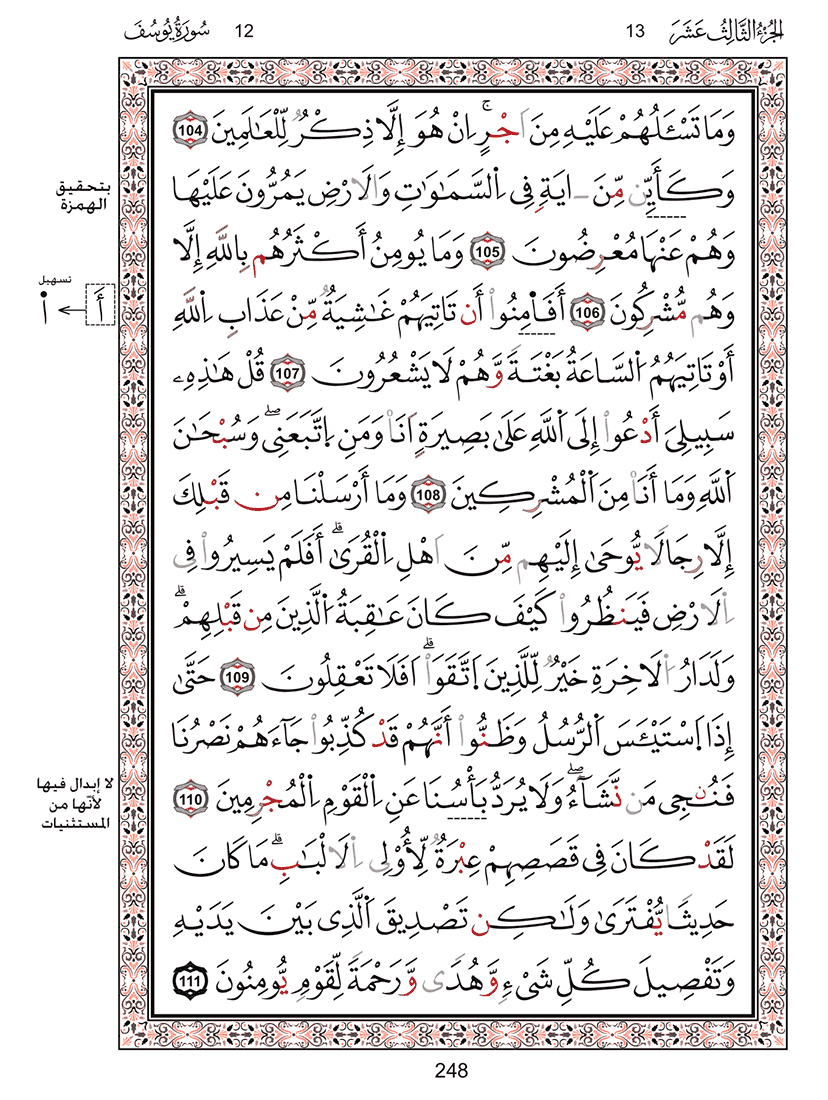 الجُزْءُ الثَّالِثَ عَشَرَ 13
12 سُورَةُ يُوسُفَ
وَمَا تَسْـَٔلُهُمْ عَلَيْهِ مِنَ اَجْرٍ اِنْ هُوَ إِلَّا ذِكْرٌ لِّلْعَٰلَمِينَ 104
وَكَأَيِّن مِّنَ ـايَةٍ فِى اِ۬لسَّمَٰوَٰتِ وَالَارْضِ يَمُرُّونَ عَلَيْهَا
وَهُمْ عَنْهَا مُعْرِضُونَ 105 وَمَا يُومِنُ أَكْثَرُهُم بِاللَّهِ إِلَّا
وَهُم مُّشْرِكُونَ 106 أَفَأَمِنُواْ أَن تَاتِيَهُمْ غَٰشِيَةٌ مِّنْ عَذَابِ اِ۬للَّهِ
أَوْ تَاتِيَهُمُ اُ۬لسَّاعَةُ بَغْتَةً وَهُمْ لَا يَشْعُرُونَ 107 قُلْ هَٰذِهِۦ
سَبِيلِىَ أَدْعُواْ إِلَى اَ۬للَّهِ عَلَىٰ بَصِيرَةٍ اَنَا۠ وَمَنِ اِ۪تَّبَعَنِىۖ وَسُبْحَٰنَ
اَ۬للَّهِ وَمَا أَنَا۠ مِنَ اَ۬لْمُشْرِكِينَ 108 وَمَا أَرْسَلْنَا مِن قَبْلِكَ
إِلَّا رِجَالًا يُوحَىٰ إِلَيْهِم مِّنَ اَهْلِ اِ۬لْقُرَىٰۗ أَفَلَمْ يَسِيرُواْ فِى
اِ۬لَارْضِ فَيَنظُرُواْ كَيْفَ كَانَ عَٰقِبَةُ اُ۬لَّذِينَ مِن قَبْلِهِمْۗ
وَلَدَارُ اُ۬لَاخِرَةِ خَيْرٌ لِّلَّذِينَ اَ۪تَّقَوَاْۗ اَفَلَا تَعْقِلُونَ 109 حَتَّىٰ
إِذَا اَ۪سْتَيْـَٔسَ اَ۬لرُّسُلُ وَظَنُّواْ أَنَّهُمْ قَدْ كُذِّبُواْ جَآءَهُمْ نَصْرُنَا
فَنُنجِى مَن نَّشَآءُۖ وَلَا يُرَدُّ بَأْسُنَا عَنِ اِ۬لْقَوْمِ اِ۬لْمُجْرِمِينَ 110
لَقَدْ كَانَ فِى قَصَصِهِمْ عِبْرَةٌ لِّأُوْلِى اِ۬لَالْبَٰبِۗ مَا كَانَ
حَدِيثًا يُفْتَرَىٰ وَلَٰكِن تَصْدِيقَ اَ۬لَّذِى بَيْنَ يَدَيْهِ
وَتَفْصِيلَ كُلِّ شَىْءٍ وَهُدًى وَرَحْمَةً لِّقَوْمٍ يُومِنُونَ 111
بتحقيق
الهمزة
تسهيل
أَ ← اْ
لا إبدال فيها
لأنّها من
المستثنيات
248